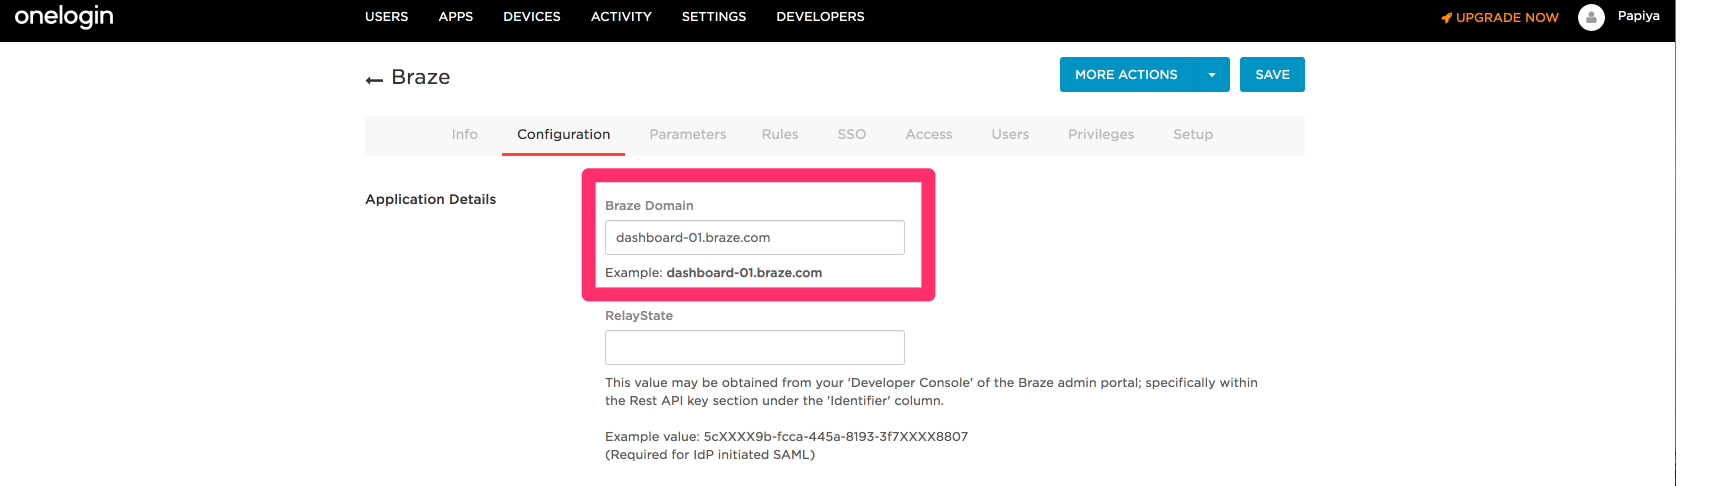 onelogin
USERS APPS DEVICES ACTIVITY SETTINGS DEVELOPERS
UPGRADE NOW
Papiya
Braze
MORE ACTIONS
SAVE
Info Configuration Parameters Rules SSO Access Users Privileges Setup
Application Details
Braze Domain
dashboard-01.braze.com
Example: dashboard-01.braze.com
RelayState
This value may be obtained from your 'Developer Console' of the Braze admin portal; specifically within
the Rest API key section under the 'Identifier' column.
Example value: 5cXXXX9b-fcca-445a-8193-3f7XXXX8807
(Required for IdP initiated SAML)